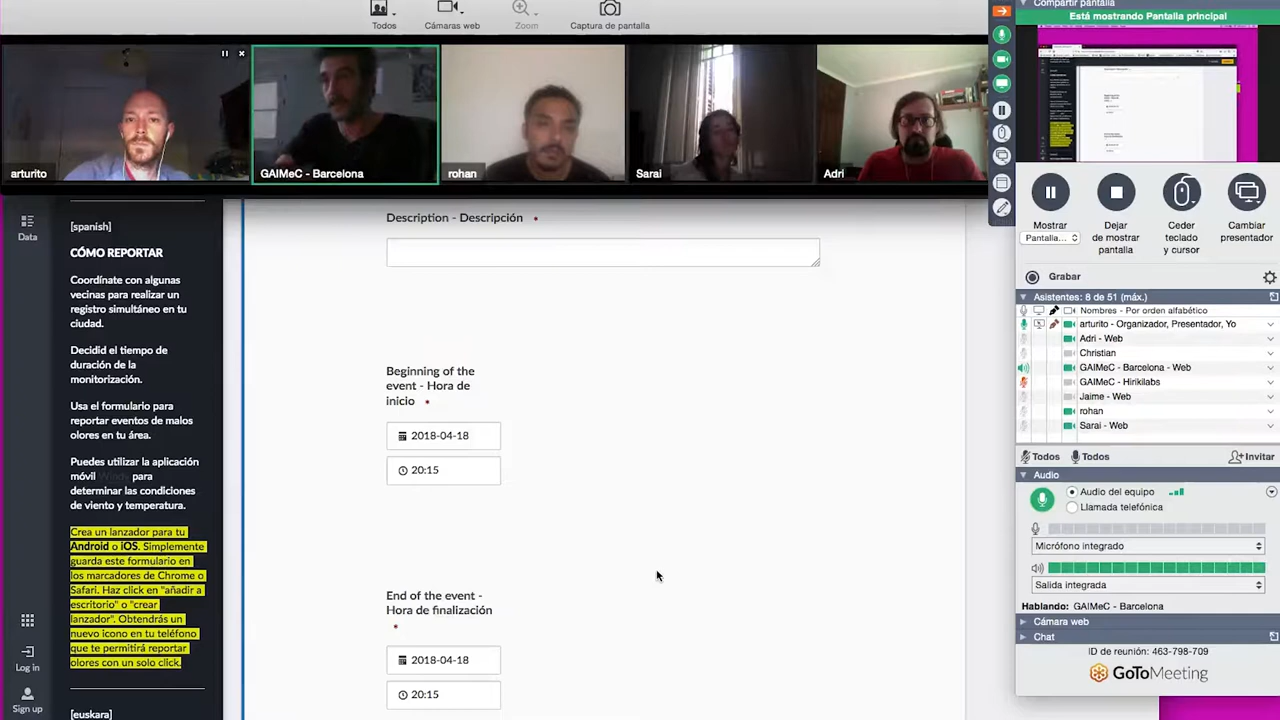 Todos
Cámaras web
Zoom
Captura de pantalla
arturito
GAIMeC - Barcelona
rohan
Sarai
Adri
Data
Log in
Sign up
[spanish]
CÓMO REPORTAR
Coordínate con algunas
vecinas para realizar un
registro simultáneo en tu
ciudad.
Decidid el tiempo de
duración de la
monitorización.
Usa el formulario para
reportar eventos de malos
olores en tu área.
Puedes utilizar la aplicación
móvil Windy para
determinar las condiciones
de viento y temperatura.
Crea un lanzador para tu
Android o iOS. Simplemente
guarda este formulario en
los marcadores de Chrome o
Safari. Haz click en "añadir a
escritorio" o "crear
lanzador". Obtendrás un
nuevo icono en tu teléfono
que te permitirá reportar
olores con un solo click.
[euskara]
Description - Descripción •
Beginning of the
event - Hora de
inicio •
2018-04-18
20:15
End of the event -
Hora de finalización
•
2018-04-18
20:15
Compartir pantalla
Está mostrando Pantalla principal
Mostrar
Pantalla...
Dejar
de mostrar
pantalla
Ceder
teclado
y cursor
Cambiar
presentador
Grabar
Asistentes: 8 de 51 (máx.)
Nombres - Por orden alfabético
arturito - Organizador, Presentador, Yo
Adri - Web
Christian
GAIMeC - Barcelona - Web
GAIMeC - Hirikilabs
Jaime - Web
rohan
Sarai - Web
Todos
Todos
Invitar
Audio
Audio del equipo
Llamada telefónica
Micrófono integrado
Salida integrada
Hablando: GAIMeC - Barcelona
Cámara web
Chat
ID de reunión: 463-798-709
GoToMeeting